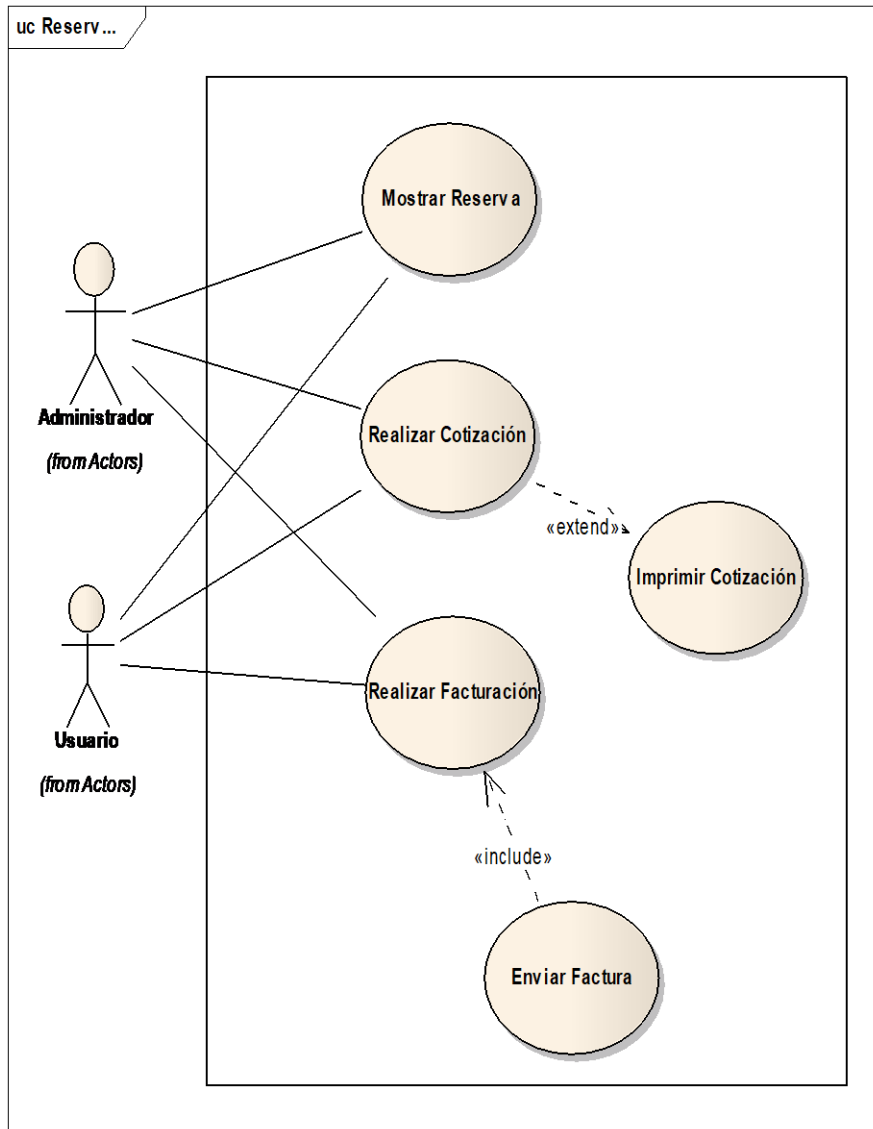 uc Reserv...
Mostrar Reserva
Administrador
(from Actors)
Realizar Cotización
«extend»
Imprimir Cotización
Usuario
(from Actors)
Realizar Facturación
«include»
Enviar Factura